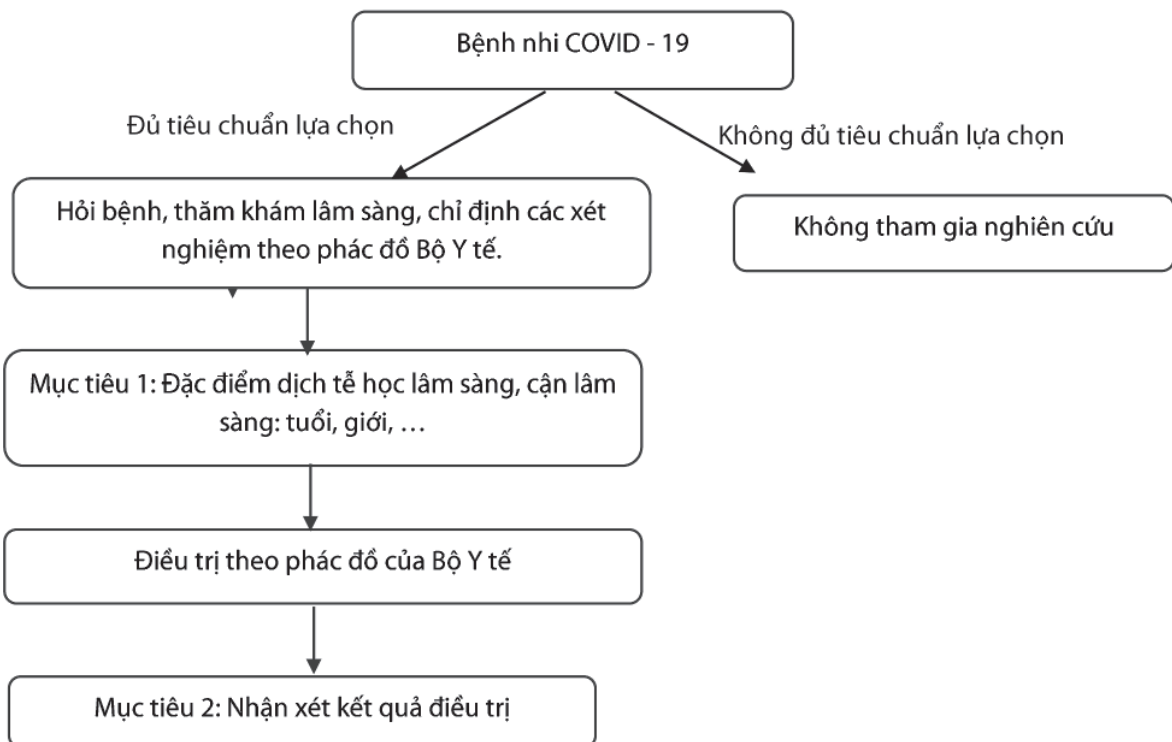 Bệnh nhi COVID - 19
Đủ tiêu chuẩn lựa chọn
Không đủ tiêu chuẩn lựa chọn
Hỏi bệnh, thăm khám lâm sàng, chỉ định các xét
nghiệm theo phác đồ Bộ Y tế.
Không tham gia nghiên cứu
Mục tiêu 1: Đặc điểm dịch tễ học lâm sàng, cận lâm
sàng: tuổi, giới, …
Điều trị theo phác đồ của Bộ Y tế
Mục tiêu 2: Nhận xét kết quả điều trị